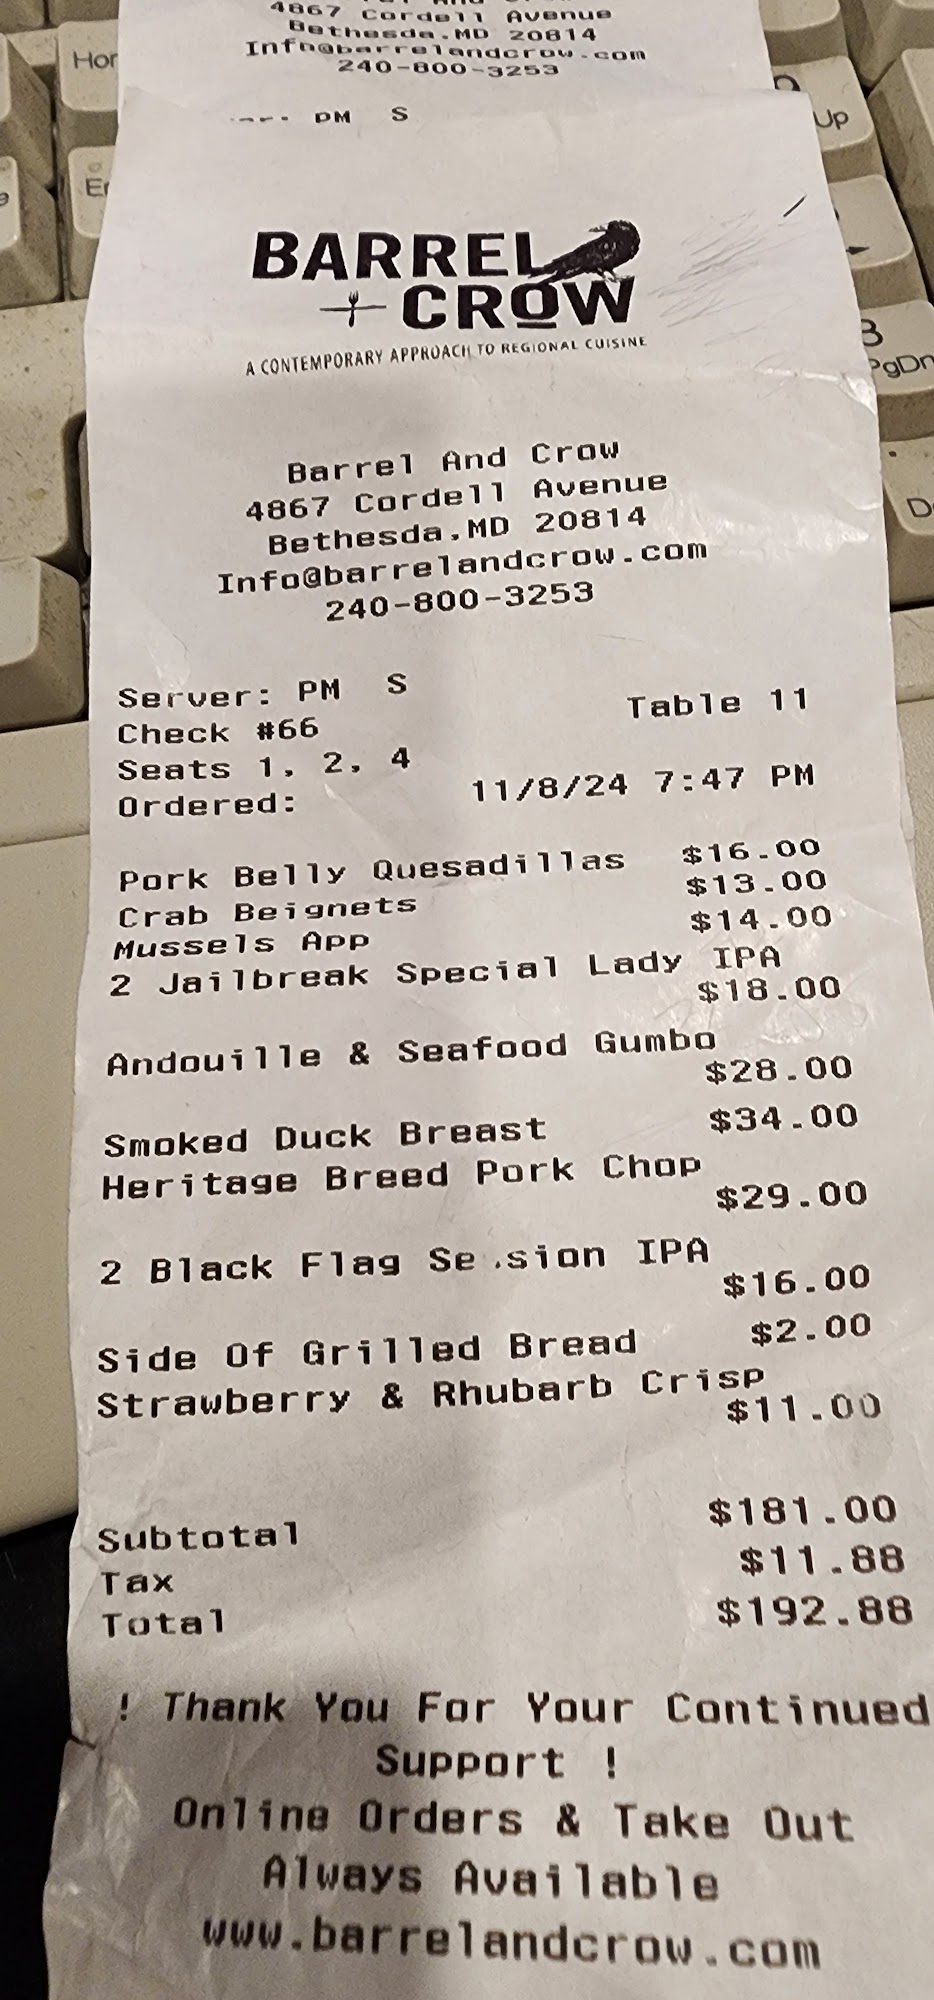 4867 Cordell Avenue
Bethesda,MD 20814
Info@barrelandcrow.com
240-800-3253
PM S
BARREL
+ CROW
A CONTEMPORARY APPROACH TO REGIONAL CUISINE
Barrel And Crow
4867 Cordell Avenue
Bethesda,MD 20814
Info@barrelandcrow.com
240-800-3253
Server: PM S
Table 11
Check #66
Seats 1, 2, 4
Ordered: 11/8/24 7:47 PM
Pork Belly Quesadillas $16.00
Crab Beignets $13.00
Mussels App $14.00
2 Jailbreak Special Lady IPA
$18.00
Andouille & Seafood Gumbo
$28.00
Smoked Duck Breast $34.00
Heritage Breed Pork Chop
$29.00
2 Black Flag Se.sion IPA
$16.00
Side Of Grilled Bread $2.00
Strawberry & Rhubarb Crisp
$11.00
Subtotal $181.00
Tax $11.88
Total $192.88
! Thank You For Your Continued
Support !
Online Orders & Take Out
Always Available
www.barrelandcrow.com
Up
PgDn